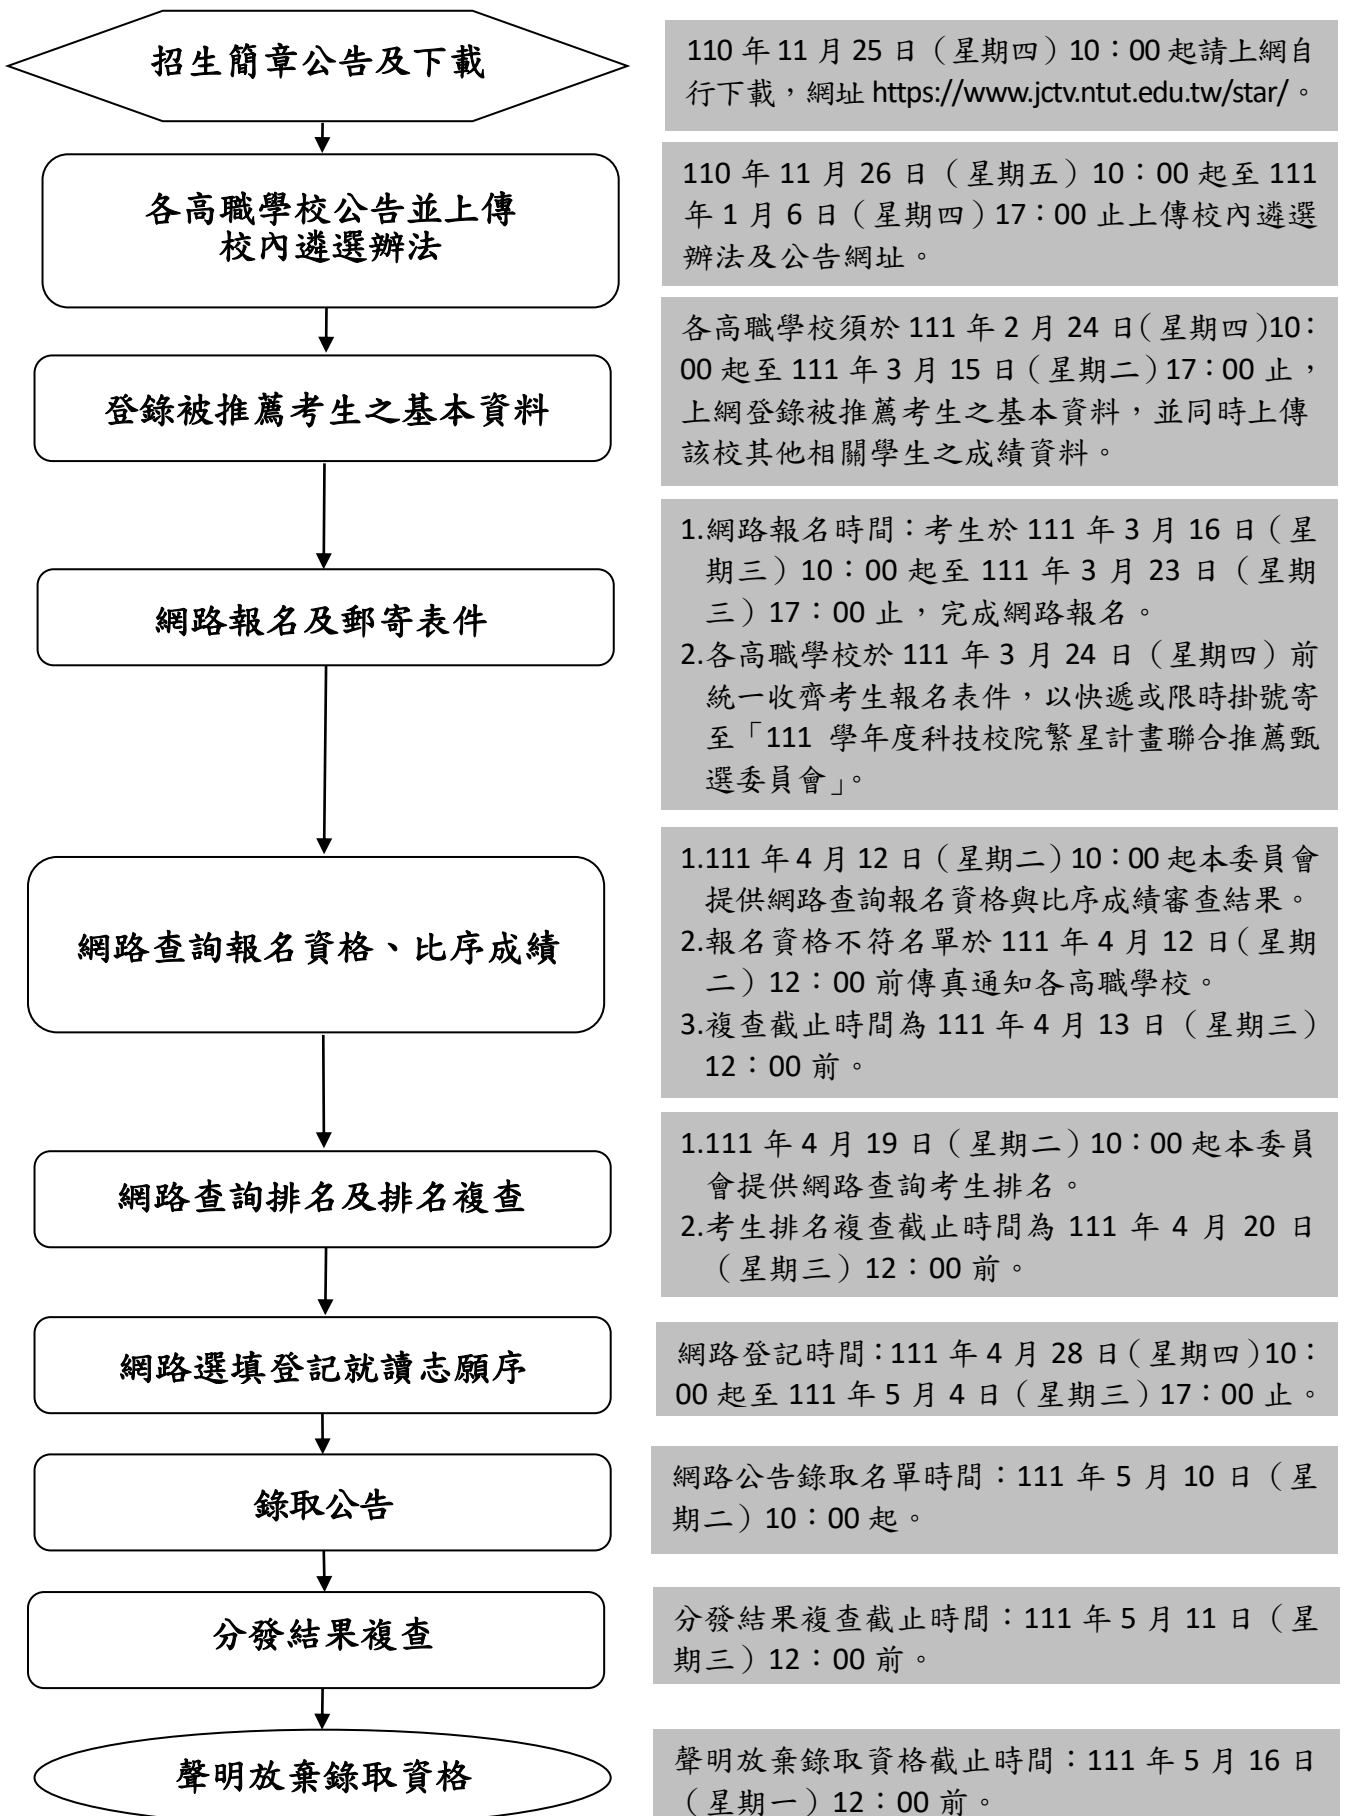 招生簡章公告及下載
110 年 11 月 25 日（星期四）10：00 起請上網自
行下載，網址 https://www.jctv.ntut.edu.tw/star/。
各高職學校公告並上傳
校內遴選辦法
110 年 11 月 26 日（星期五）10：00 起至 111
年 1 月 6 日（星期四）17：00 止上傳校內遴選
辦法及公告網址。
登錄被推薦考生之基本資料
各高職學校須於 111 年 2 月 24 日（星期四）10：
00 起至 111 年 3 月 15 日（星期二）17：00 止，
上網登錄被推薦考生之基本資料，並同時上傳
該校其他相關學生之成績資料。
網路報名及郵寄表件
1.網路報名時間：考生於 111 年 3 月 16 日（星
期三）10：00 起至 111 年 3 月 23 日（星期
三）17：00 止，完成網路報名。
2.各高職學校於 111 年 3 月 24 日（星期四）前
統一收齊考生報名表件，以快遞或限時掛號寄
至「111 學年度科技校院繁星計畫聯合推薦甄
選委員會」。
網路查詢報名資格、比序成績
1.111 年 4 月 12 日（星期二）10：00 起本委員會
提供網路查詢報名資格與比序成績審查結果。
2.報名資格不符名單於 111 年 4 月 12 日（星期
二）12：00 前傳真通知各高職學校。
3.複查截止時間為 111 年 4 月 13 日（星期三）
12：00 前。
網路查詢排名及排名複查
1.111 年 4 月 19 日（星期二）10：00 起本委員
會提供網路查詢考生排名。
2.考生排名複查截止時間為 111 年 4 月 20 日
（星期三）12：00 前。
網路選填登記就讀志願序
網路登記時間：111 年 4 月 28 日（星期四）10：
00 起至 111 年 5 月 4 日（星期三）17：00 止。
錄取公告
網路公告錄取名單時間：111 年 5 月 10 日（星
期二）10：00 起。
分發結果複查
分發結果複查截止時間：111 年 5 月 11 日（星
期三）12：00 前。
聲明放棄錄取資格
聲明放棄錄取資格截止時間：111 年 5 月 16 日
（星期一）12：00 前。